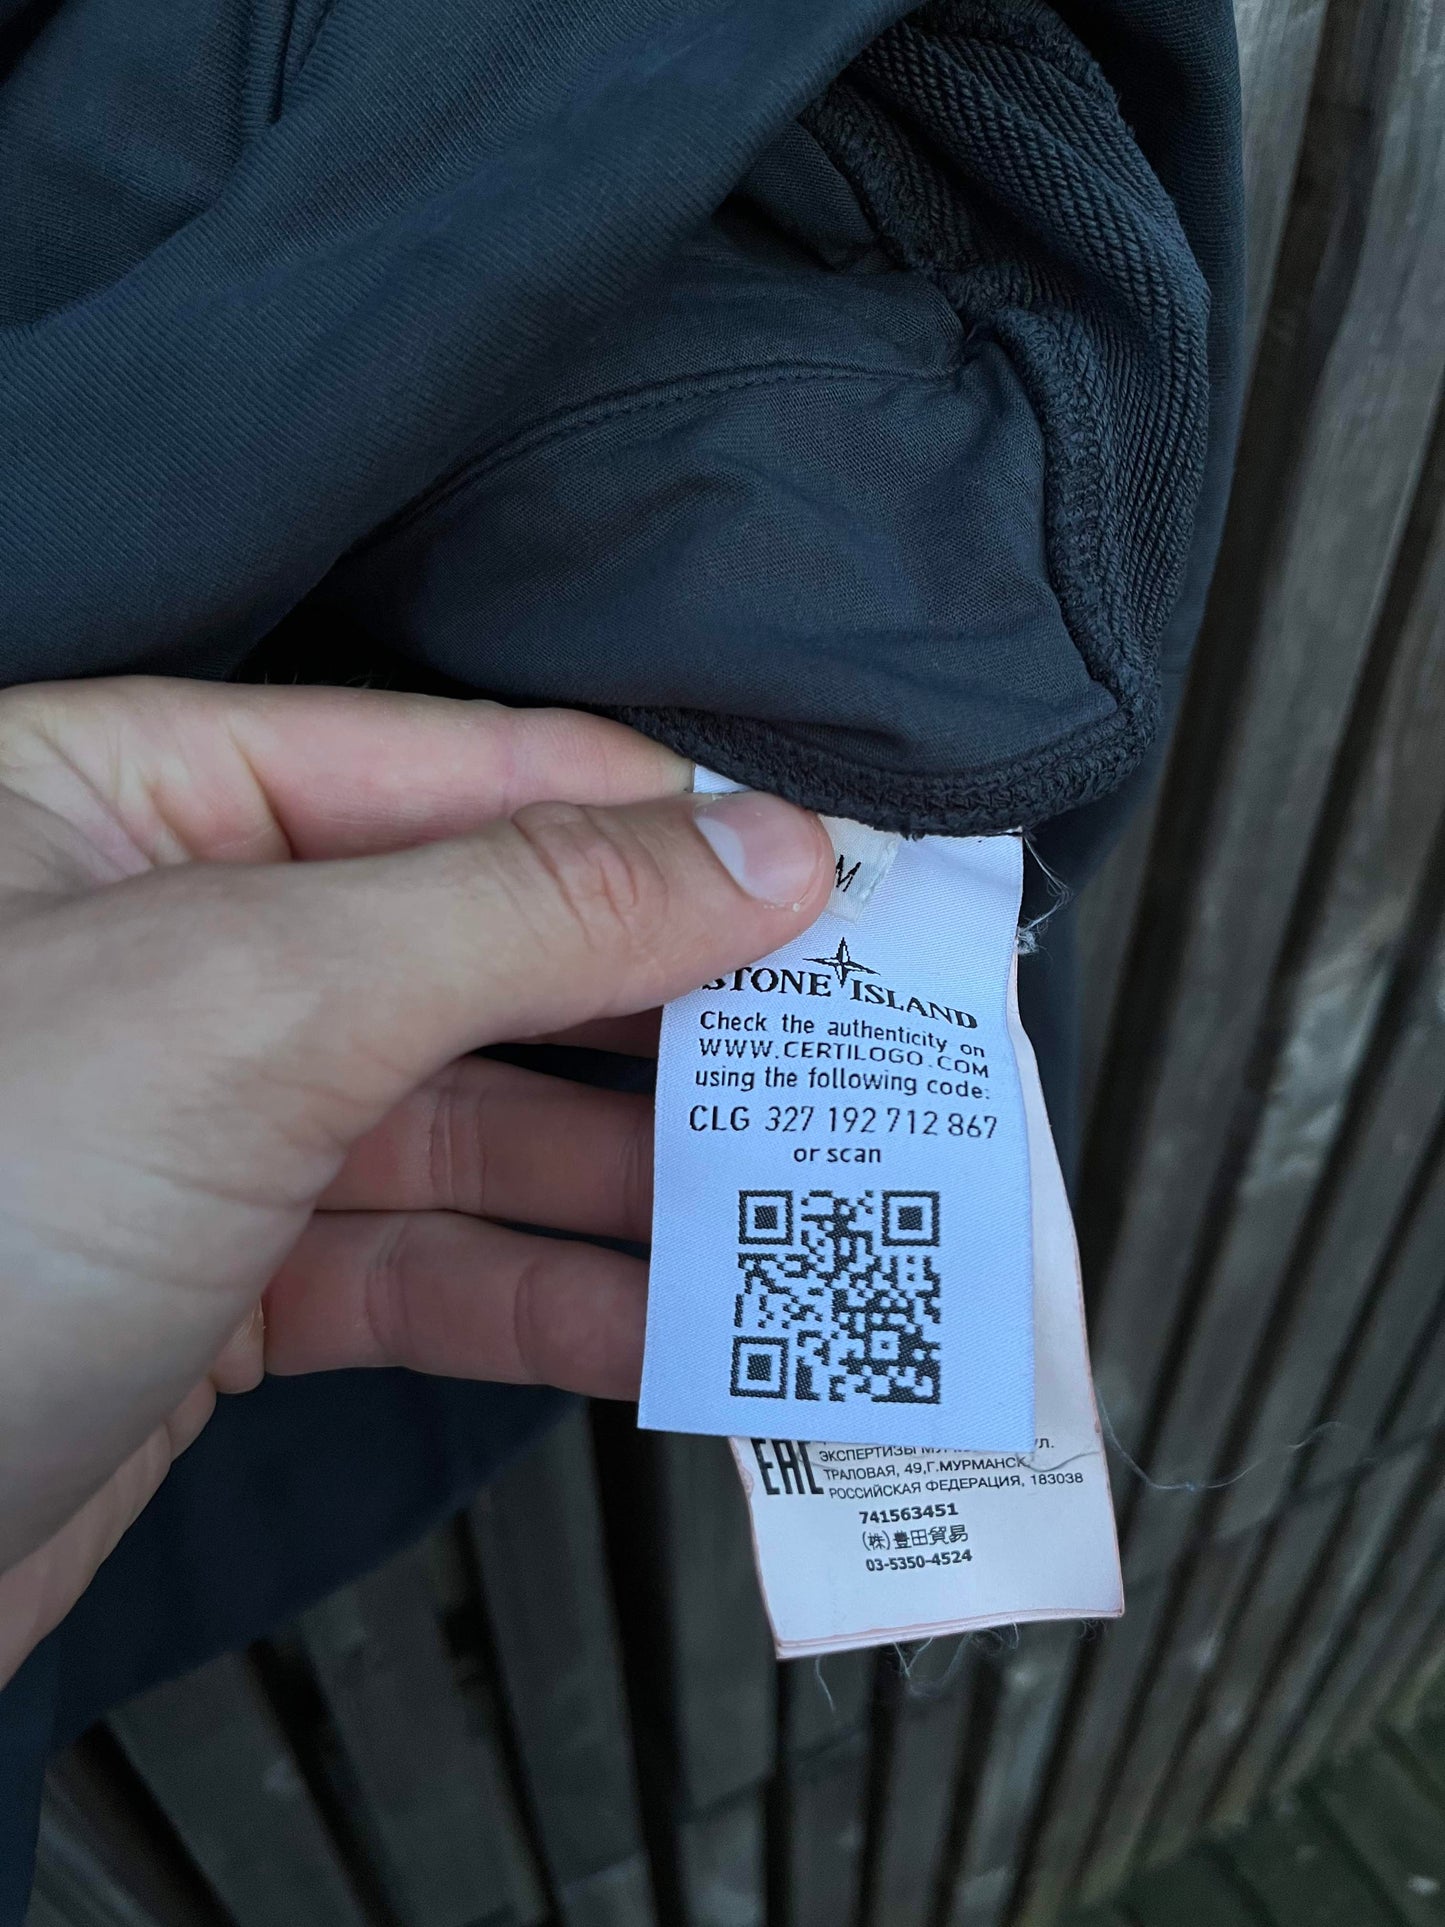 M
STONE ISLAND
Check the authenticity on
WWW.CERTILOGO.COM
using the following code:
CLG 327 192 712 867
or scan
EAC
ЭКСПЕРТИЗЫ
ТРАЛОВАЯ, 49,Г.МУРМАНСК
РОССИЙСКАЯ ФЕДЕРАЦИЯ, 183038
741563451
(株)豊田貿易
03-5350-4524